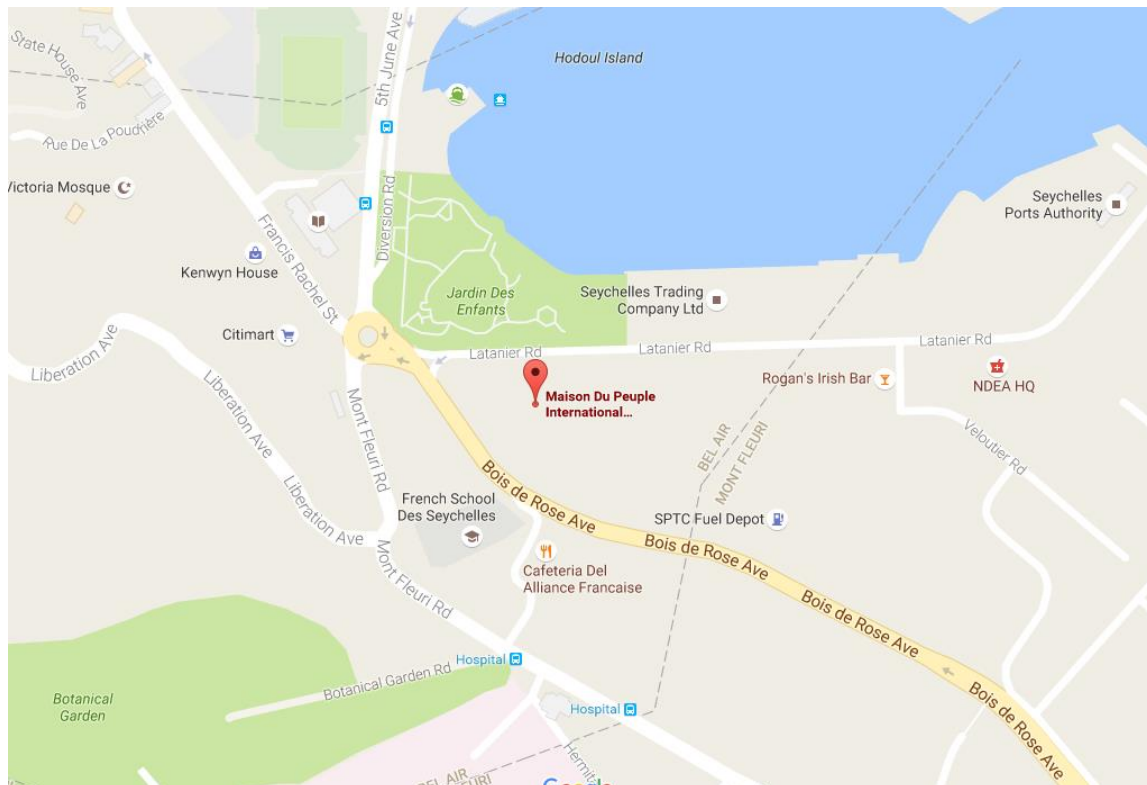 State House Ave
5th June Ave
Hodoul Island
Rue De La Poudrière
Victoria Mosque
Seychelles
Ports Authority
Diversion Rd
Francis Rachel St
Kenwyn House
Jardin Des
Enfants
Seychelles Trading
Company Ltd
Citimart
Liberation Ave
Latanier Rd
Latanier Rd
Latanier Rd
Rogan's Irish Bar
NDEA HQ
Maison Du Peuple
International...
Mont Fleuri Rd
Liberation Ave
Veloutier Rd
BEL AIR
MONT FLEURI
Bois de Rose Ave
French School
Des Seychelles
Liberation Ave
SPTC Fuel Depot
Bois de Rose Ave
Cafeteria Del
Alliance Francaise
Mont Fleuri Rd
Bois de Rose Ave
Hospital
Botanical Garden Rd
Botanical
Garden
Hospital
Bois de Rose Ave
BEL AIR